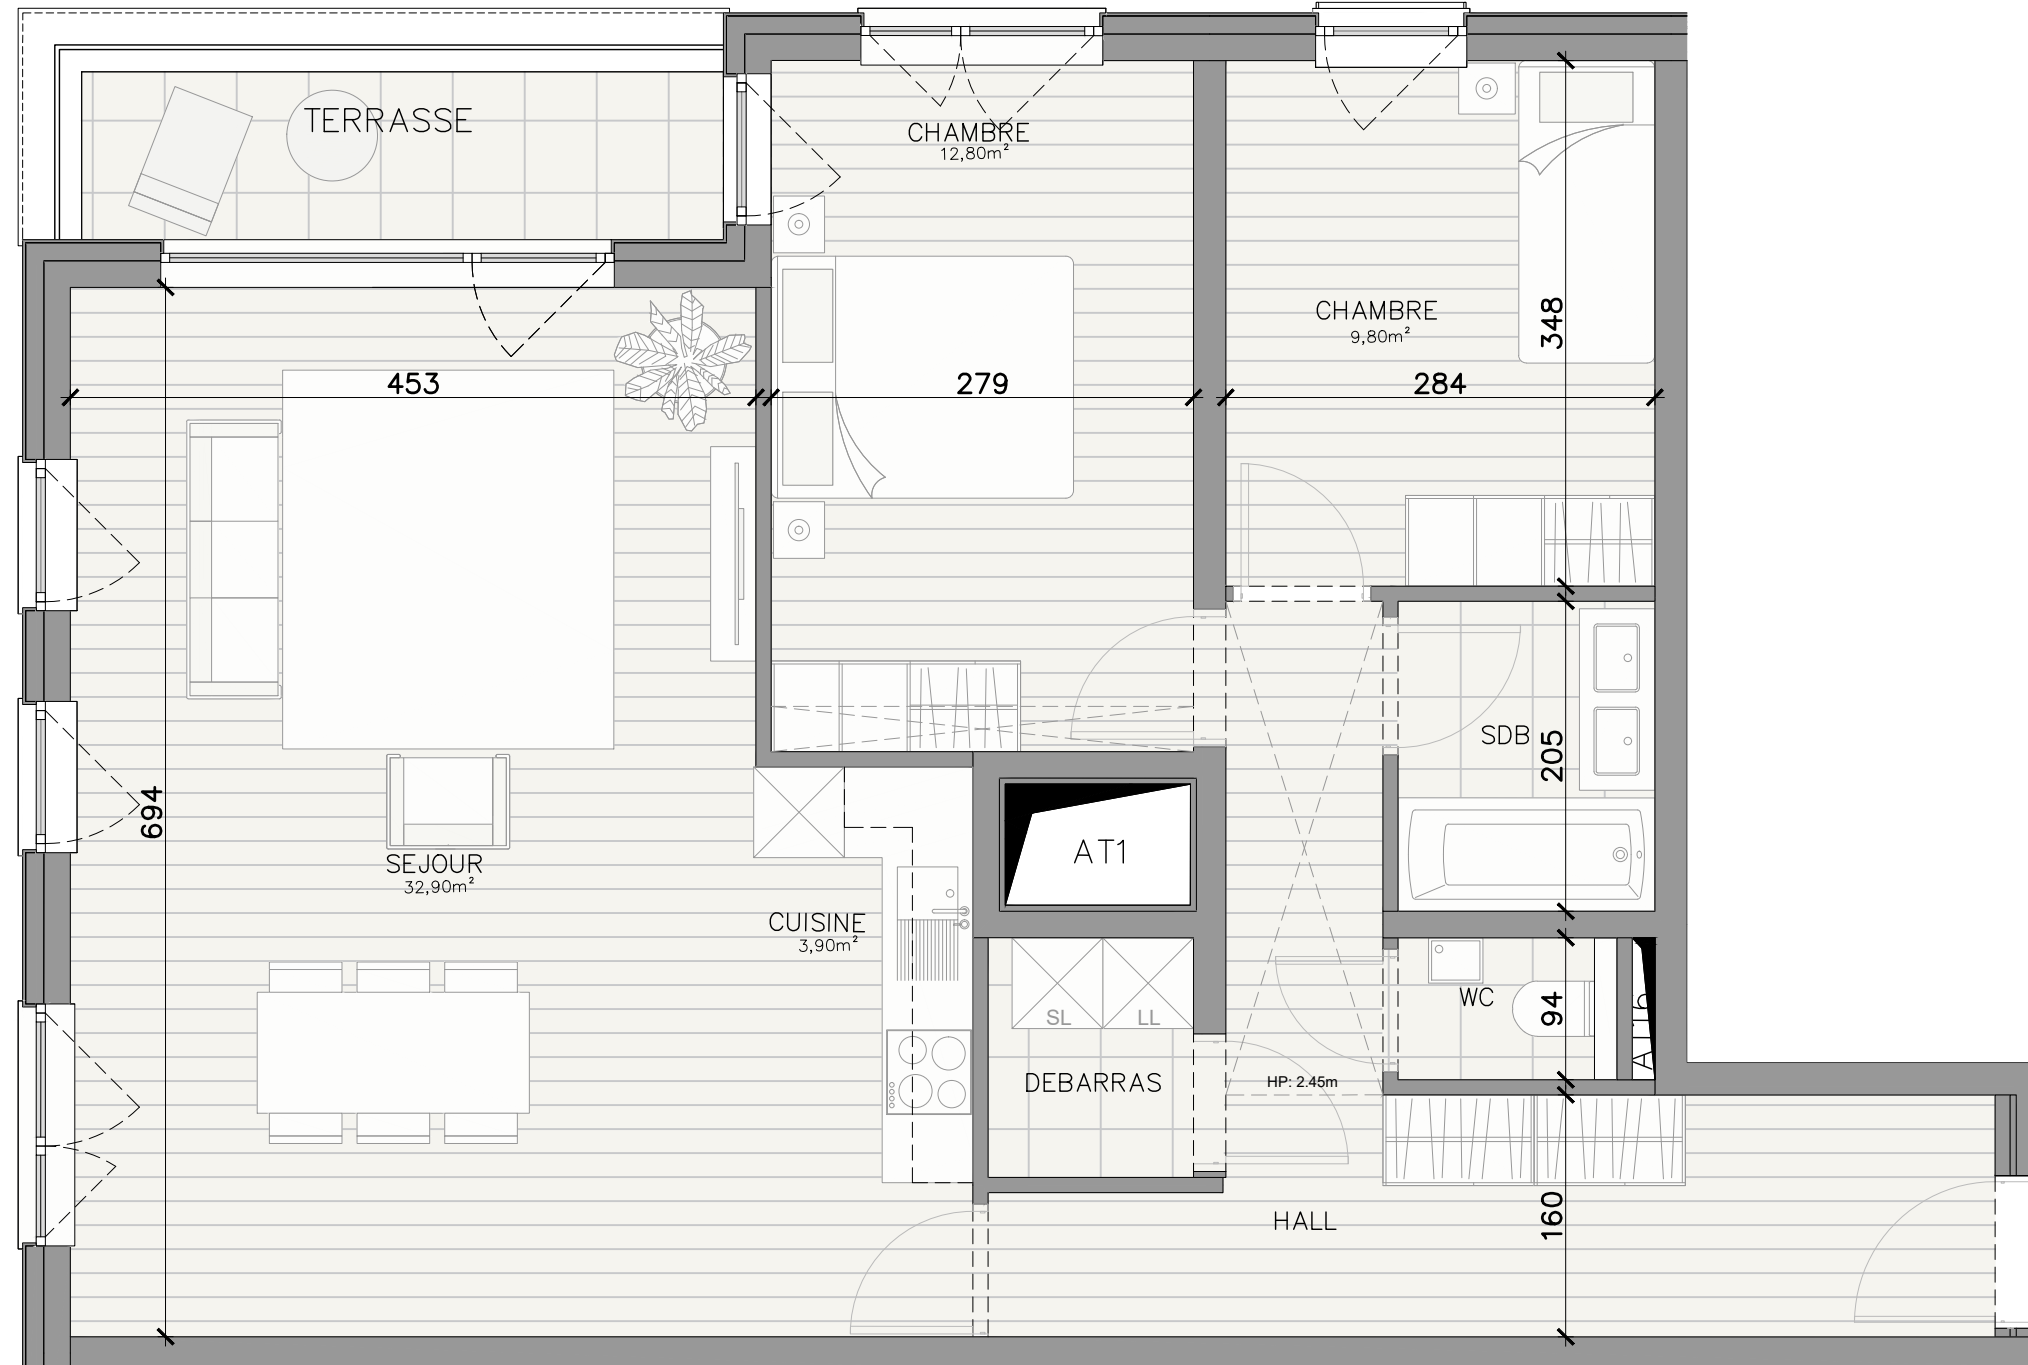 TERRASSE
CHAMBRE
12,80m²
CHAMBRE
9,80m²
348
453
279
284
SDB
205
694
SEJOUR
32,90m²
AT1
CUISINE
3,90m²
WC
94
SL
LL
DEBARRAS
HP: 2.45m
HALL
160